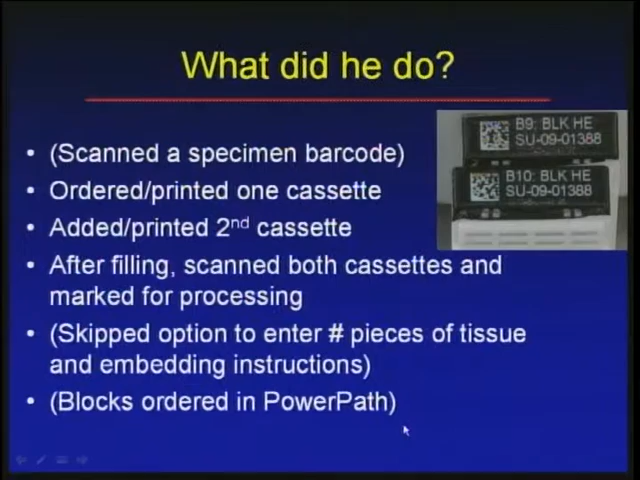 What did he do?
B9: BLK HE
SU-09-01388
B10: BLK HE
SU-09-01388
• (Scanned a specimen barcode)
• Ordered/printed one cassette
• Added/printed 2nd cassette
• After filling, scanned both cassettes and
marked for processing
• (Skipped option to enter # pieces of tissue
and embedding instructions)
• (Blocks ordered in PowerPath)